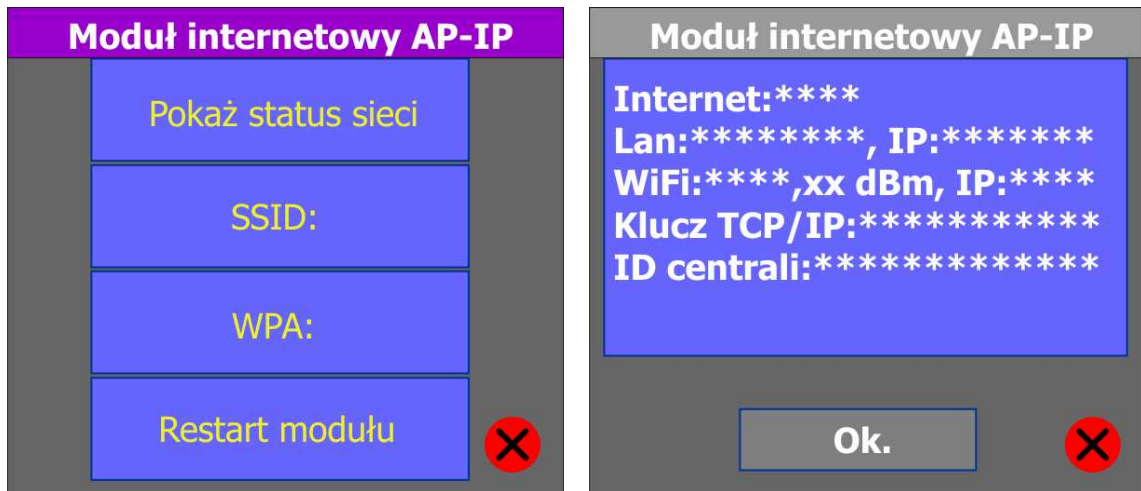 Moduł internetowy AP-IP
Pokaż status sieci
SSID:
WPA:
Restart modułu
Moduł internetowy AP-IP
Internet:****
Lan:********, IP:*******
WiFi:****,xx dBm, IP:****
Klucz TCP/IP:***********
ID centrali:*************
Ok.